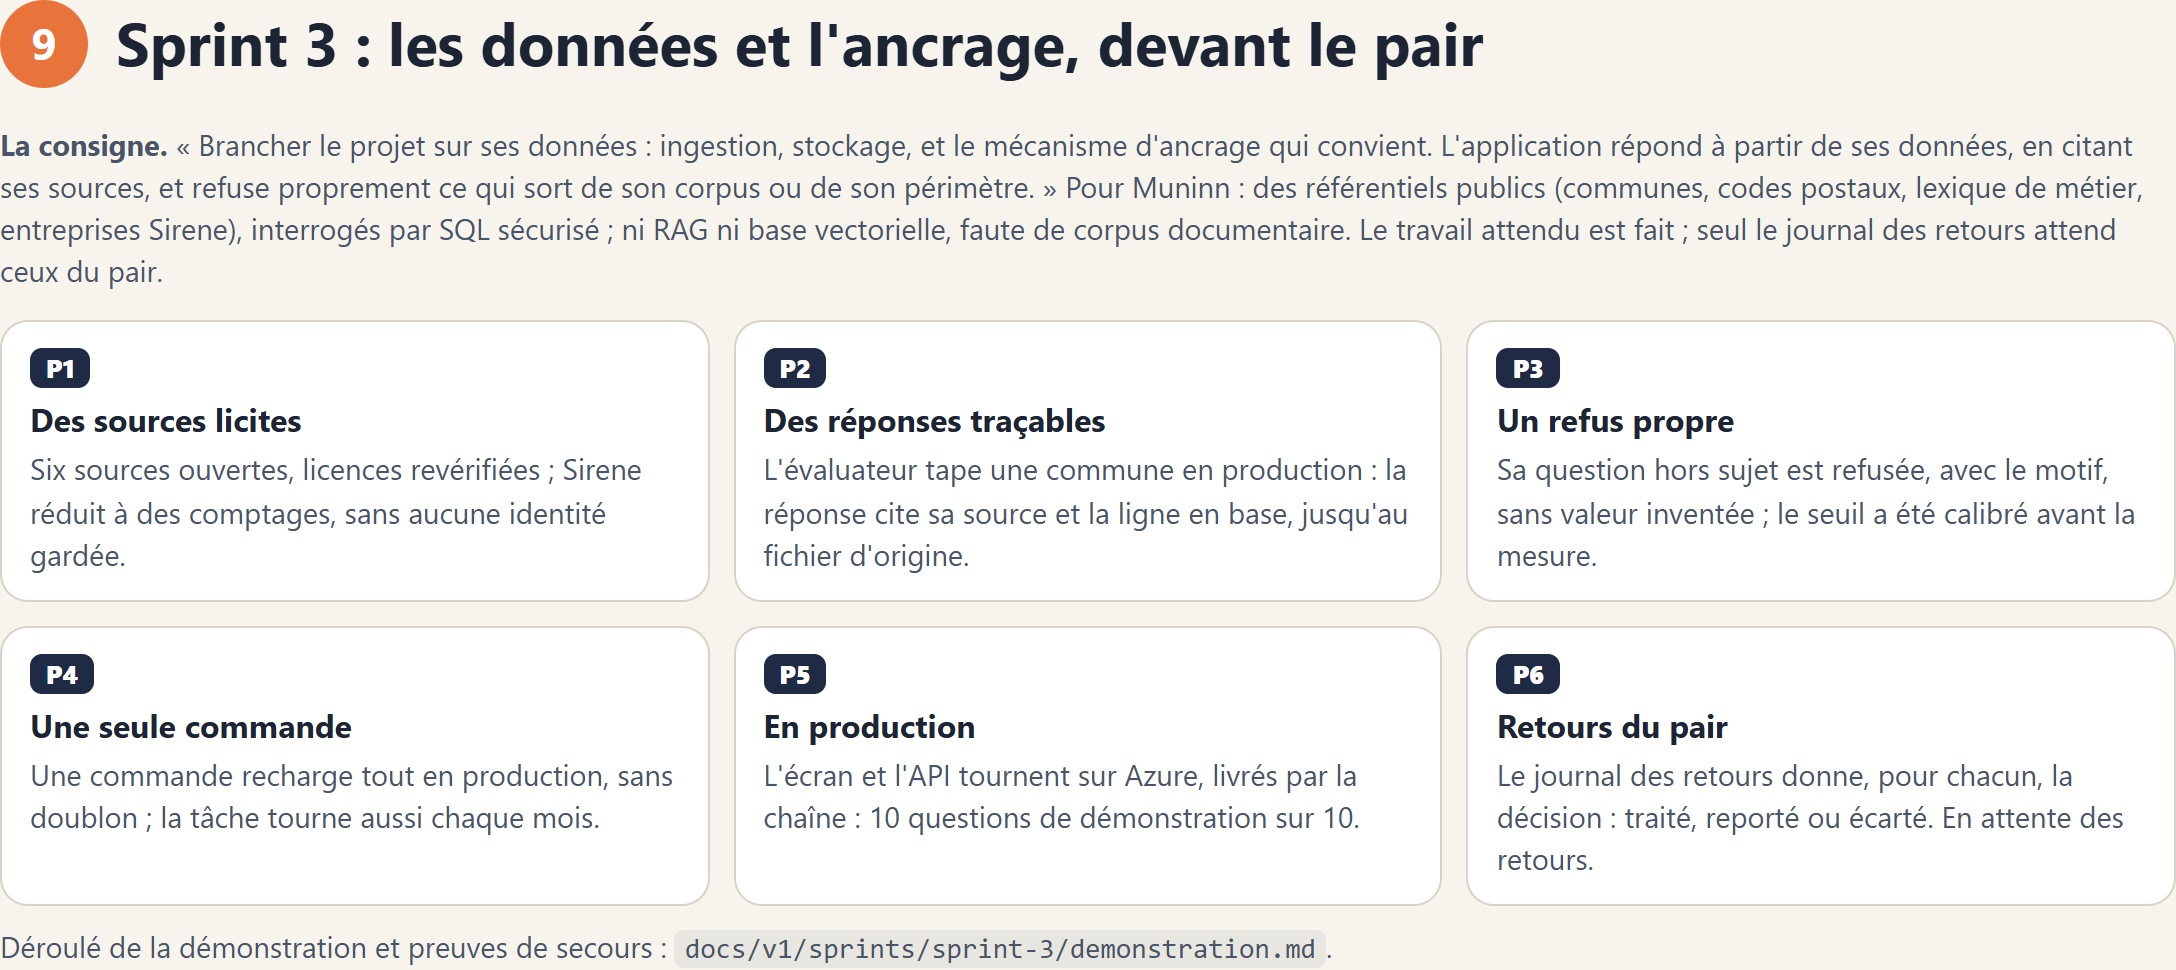 9
Sprint 3 : les données et l'ancrage, devant le pair
La consigne. « Brancher le projet sur ses données : ingestion, stockage, et le mécanisme d'ancrage qui convient. L'application répond à partir de ses données, en citant
ses sources, et refuse proprement ce qui sort de son corpus ou de son périmètre. » Pour Muninn : des référentiels publics (communes, codes postaux, lexique de métier,
entreprises Sirene), interrogés par SQL sécurisé ; ni RAG ni base vectorielle, faute de corpus documentaire. Le travail attendu est fait ; seul le journal des retours attend
ceux du pair.
P1
Des sources licites
Six sources ouvertes, licences revérifiées ; Sirene
réduit à des comptages, sans aucune identité
gardée.
P2
Des réponses traçables
L'évaluateur tape une commune en production : la
réponse cite sa source et la ligne en base, jusqu'au
fichier d'origine.
P3
Un refus propre
Sa question hors sujet est refusée, avec le motif,
sans valeur inventée ; le seuil a été calibré avant la
mesure.
P4
Une seule commande
Une commande recharge tout en production, sans
doublon ; la tâche tourne aussi chaque mois.
P5
En production
L'écran et l'API tournent sur Azure, livrés par la
chaîne : 10 questions de démonstration sur 10.
P6
Retours du pair
Le journal des retours donne, pour chacun, la
décision : traité, reporté ou écarté. En attente des
retours.
Déroulé de la démonstration et preuves de secours : docs/v1/sprints/sprint-3/demonstration.md.